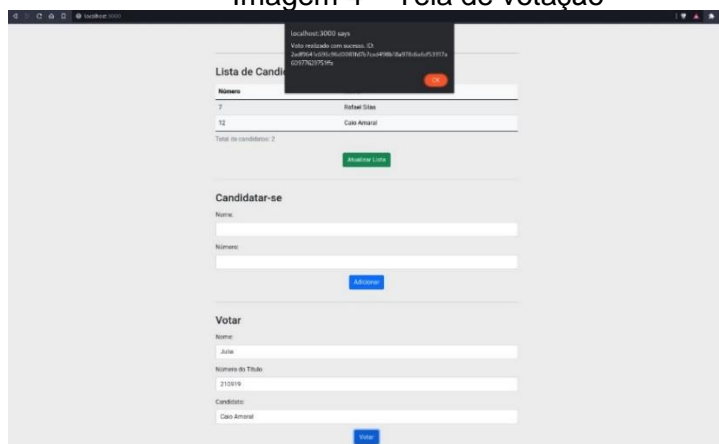 Imagem 4 – Tela de votação
localhost:3000
localhost:3000 says
Voto realizado com sucesso. ID:
OK
Lista de Candi
Número
7 Rafael Silas
12 Caio Amaral
Total de candidatos: 2
Atualizar Lista
Candidatar-se
Nome:
Número:
Adicionar
Votar
Nome:
Julia
Número do Título
210919
Candidato:
Caio Amaral
Votar